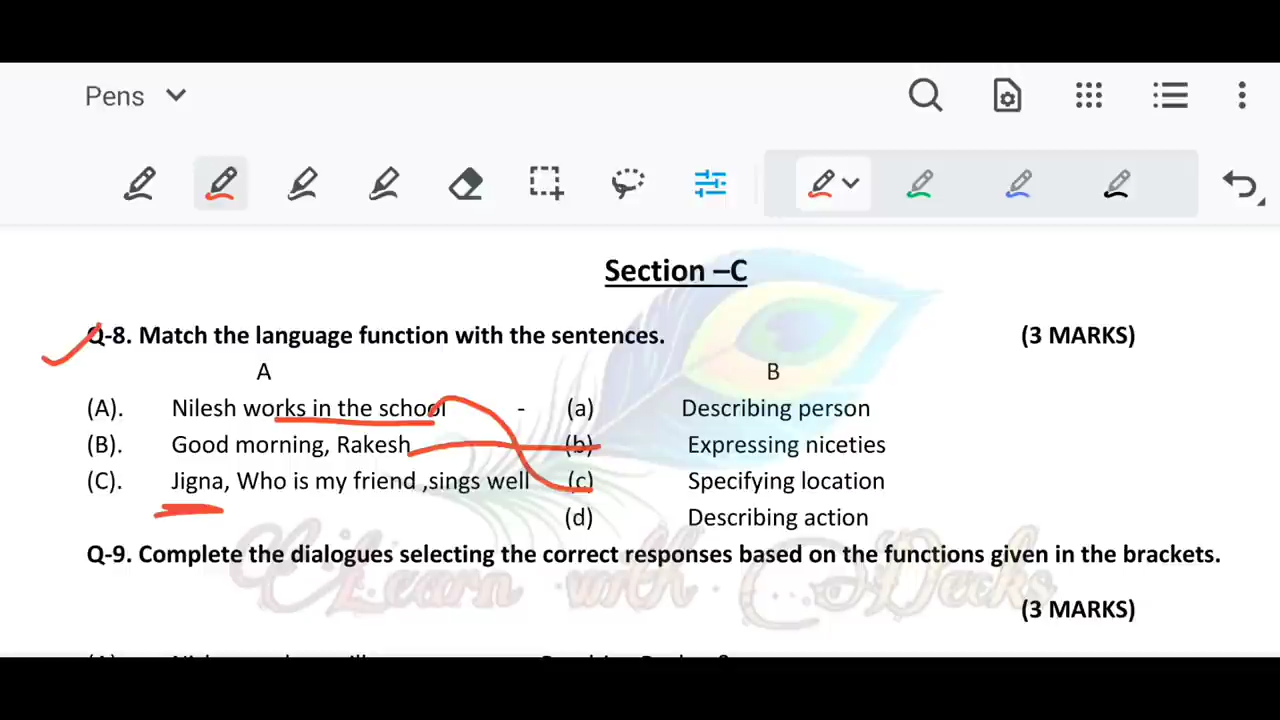 Pens
Section –C
Q-8. Match the language function with the sentences. (3 MARKS)
A B
(A). Nilesh works in the school - (a) Describing person
(B). Good morning, Rakesh (b) Expressing niceties
(C). Jigna, Who is my friend ,sings well (c) Specifying location
(d) Describing action
Q-9. Complete the dialogues selecting the correct responses based on the functions given in the brackets.
(3 MARKS)
Learn with